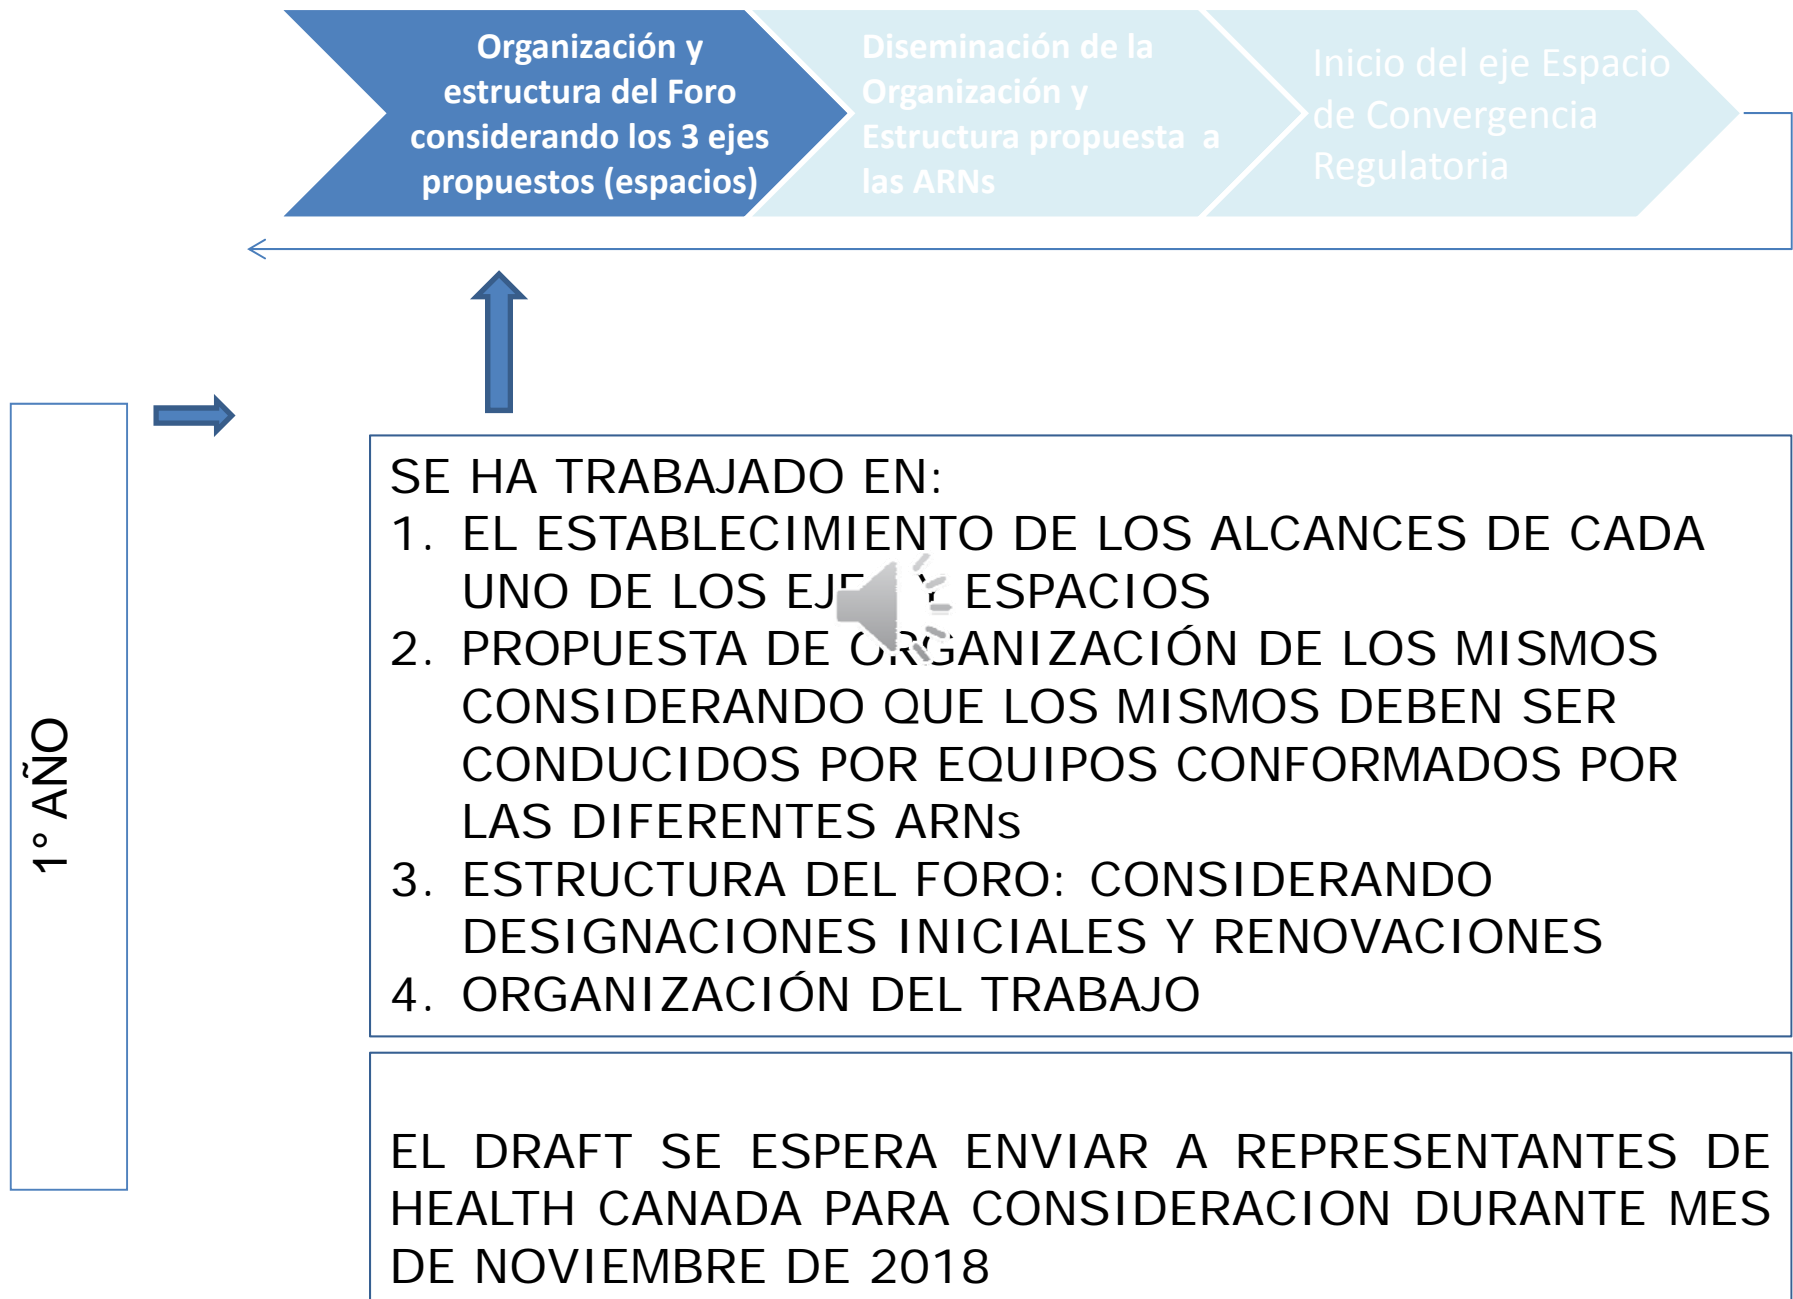 Organización y
estructura del Foro
considerando los 3 ejes
propuestos (espacios)
Diseminación de la
Organización y
Estructura propuesta a
las ARNs
Inicio del eje Espacio
de Convergencia
Regulatoria
1° AÑO
SE HA TRABAJADO EN:
1. EL ESTABLECIMIENTO DE LOS ALCANCES DE CADA
UNO DE LOS Y ESPACIOS
2. PROPUESTA DE ORGANIZACIÓN DE LOS MISMOS
CONSIDERANDO QUE LOS MISMOS DEBEN SER
CONDUCIDOS POR EQUIPOS CONFORMADOS POR
LAS DIFERENTES ARNs
3. ESTRUCTURA DEL FORO: CONSIDERANDO
DESIGNACIONES INICIALES Y RENOVACIONES
4. ORGANIZACIÓN DEL TRABAJO
EL DRAFT SE ESPERA ENVIAR A REPRESENTANTES DE
HEALTH CANADA PARA CONSIDERACION DURANTE MES
DE NOVIEMBRE DE 2018